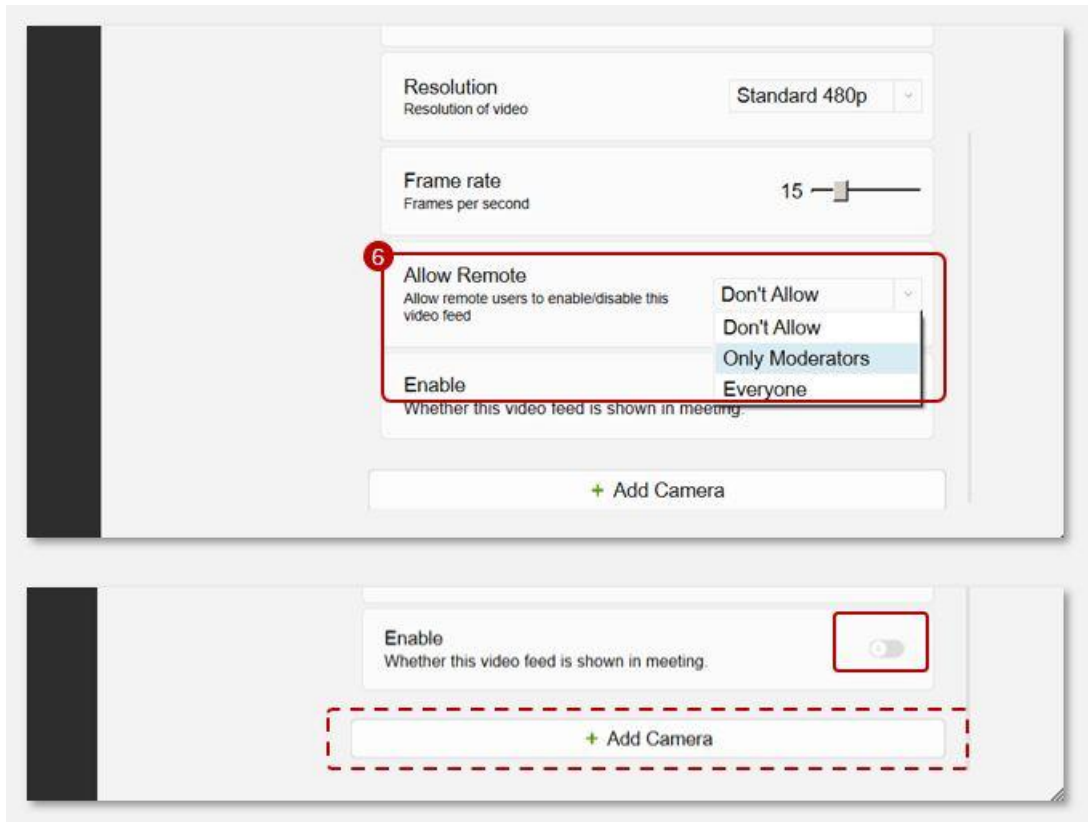 Resolution
Resolution of video
Standard 480p
Frame rate
Frames per second
15
6
Allow Remote
Allow remote users to enable/disable this
video feed
Don't Allow
Don't Allow
Only Moderators
Everyone
Enable
Whether this video feed is shown in meeting.
+ Add Camera
Enable
Whether this video feed is shown in meeting.
+ Add Camera